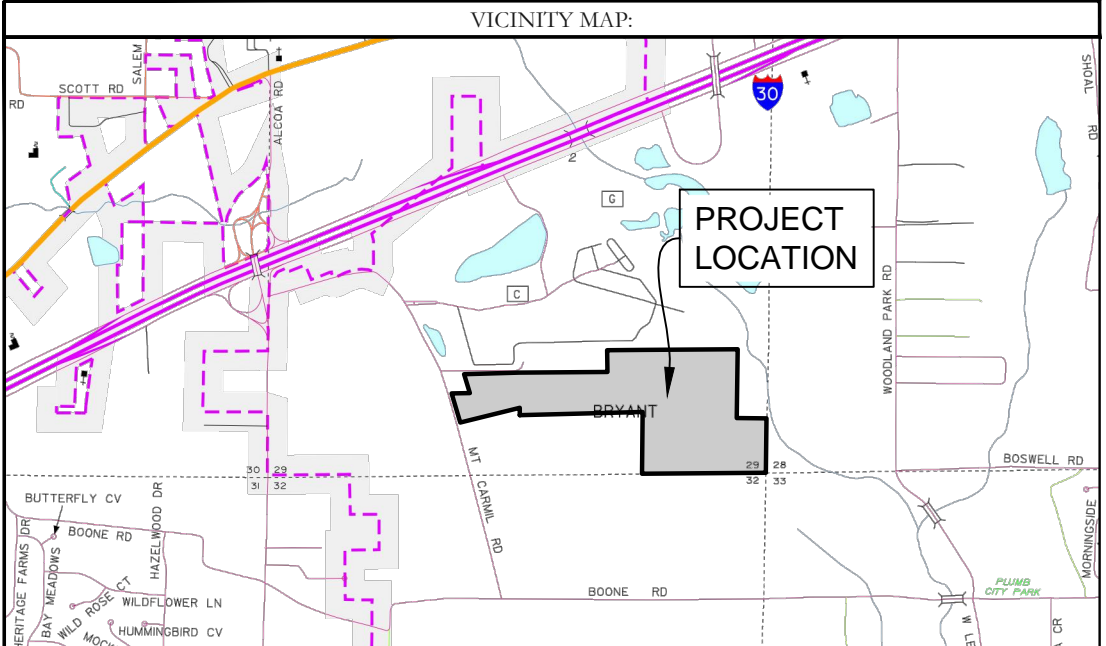 VICINITY MAP:
SALEM
SCOTT RD
RD
ALCOA RD
30
SHOAL RD
2
G
PROJECT
LOCATION
C
WOODLAND PARK RD
BRYANT
MT CARMIL RD
30 29
31 32
29 28
32 33
BOSWELL RD
BUTTERFLY CV
HAZELWOOD DR
BOONE RD
HERITAGE FARMS DR
BAY MEADOWS
WILD ROSE CT
WILDFLOWER LN
HUMMINGBIRD CV
MOC
BOONE RD
MORNINGSIDE
PUMB
CITY PARK
W LE
CR